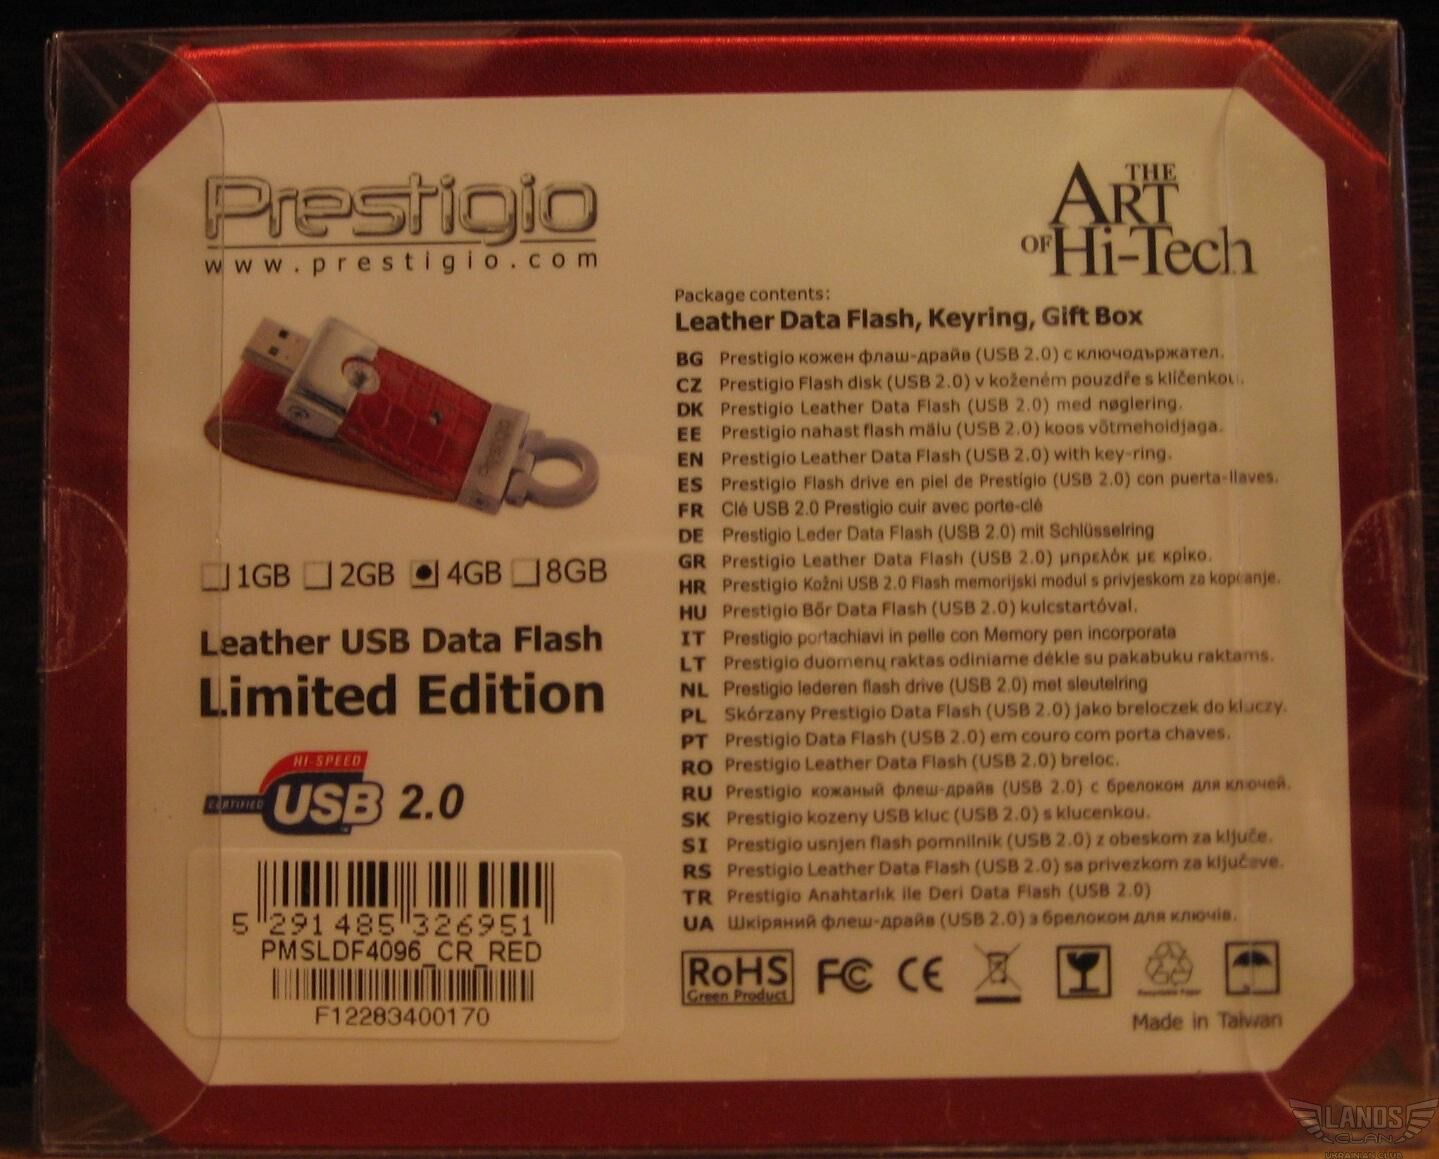 Prestigio
www.prestigio.com
THE
ART
OF Hi-Tech
Package contents:
Leather Data Flash, Keyring, Gift Box
BG Prestigio кожен флаш-драйв (USB 2.0) с ключодържател.
CZ Prestigio Flash disk (USB 2.0) v koženém pouzdře s klíčenkou.
DK Prestigio Leather Data Flash (USB 2.0) med nøglering.
EE Prestigio nahast flash mälu (USB 2.0) koos võtmehoidjaga.
EN Prestigio Leather Data Flash (USB 2.0) with key-ring.
ES Prestigio Flash drive en piel de Prestigio (USB 2.0) con puerta-llaves.
FR Clé USB 2.0 Prestigio cuir avec porte-clé
DE Prestigio Leder Data Flash (USB 2.0) mit Schlüsselring
GR Prestigio Leather Data Flash (USB 2.0) μπρελόκ με κρίκο.
HR Prestigio Kožni USB 2.0 Flash memorijski modul s privjeskom za kopčanje.
HU Prestigio Bőr Data Flash (USB 2.0) kulcstartóval.
IT Prestigio portachiavi in pelle con Memory pen incorporata
LT Prestigio duomenų raktas odiniame dėkle su pakabuku raktams.
NL Prestigio lederen flash drive (USB 2.0) met sleutelring
PL Skórzany Prestigio Data Flash (USB 2.0) jako breloczek do kluczy.
PT Prestigio Data Flash (USB 2.0) em couro com porta chaves.
RO Prestigio Leather Data Flash (USB 2.0) breloc.
RU Prestigio кожаный флеш-драйв (USB 2.0) с брелоком для ключей.
SK Prestigio kozeny USB kluc (USB 2.0) s klucenkou.
SI Prestigio usnjen flash pomnilnik (USB 2.0) z obeskom za ključe.
RS Prestigio Leather Data Flash (USB 2.0) sa privezkom za ključeve.
TR Prestigio Anahtarlık ile Deri Data Flash (USB 2.0)
UA Шкіряний флеш-драйв (USB 2.0) з брелоком для ключів.
Prestigio
1GB 2GB 4GB 8GB
Leather USB Data Flash
Limited Edition
HI-SPEED
CERTIFIED USB 2.0
5 291485 326951
PMSLDF4096_CR_RED
F12283400170
RoHS
Green Product
FC CE
Recyclable Paper
Made in Taiwan
LANOS
CLAN
UKRAINIAN CLUB